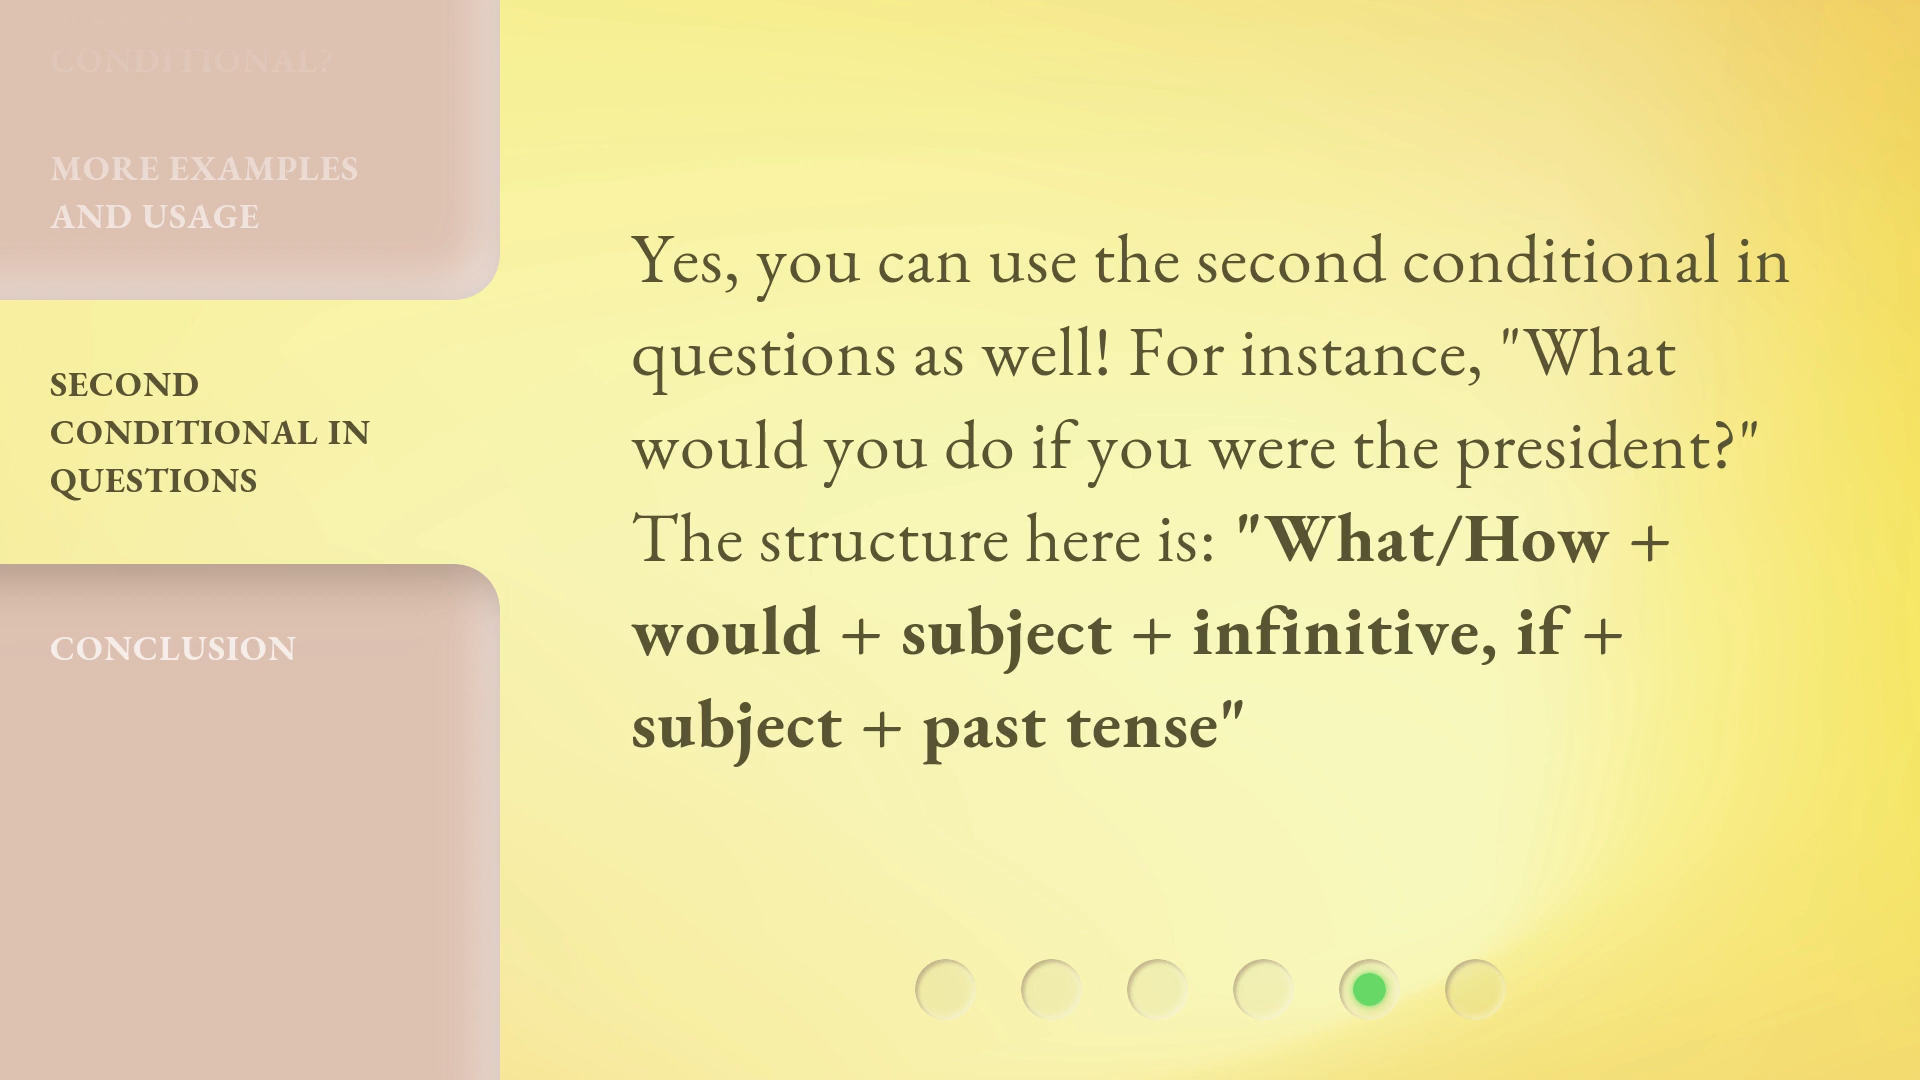 CONDITIONAL?
MORE EXAMPLES
AND USAGE
SECOND
CONDITIONAL IN
QUESTIONS
CONCLUSION
Yes, you can use the second conditional in
questions as well! For instance, "What
would you do if you were the president?"
The structure here is: "What/How +
would + subject + infinitive, if +
subject + past tense"